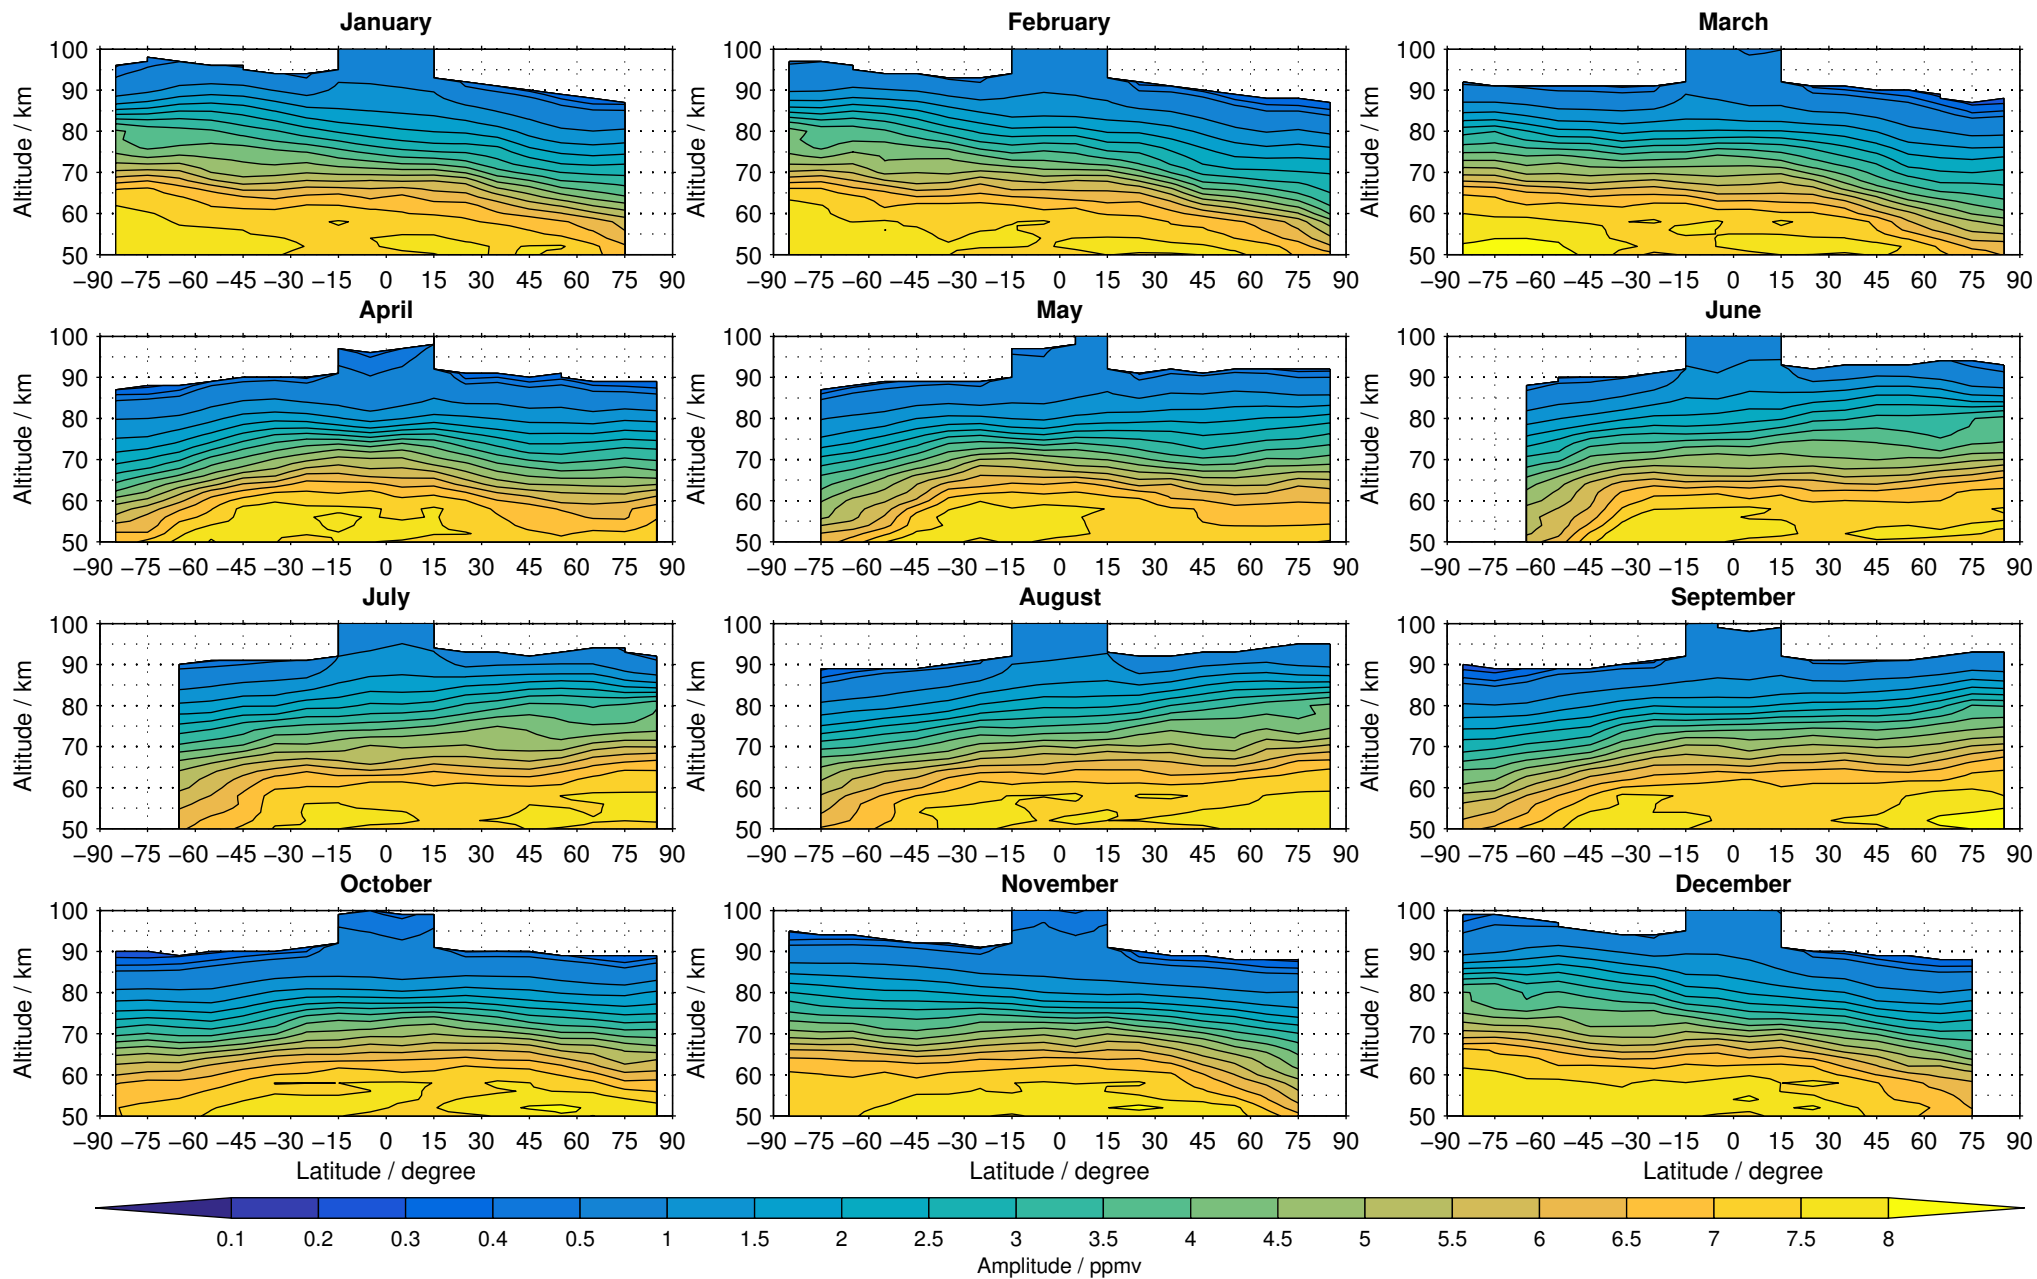 January February March
100 100 100
90 90 90
80 80 80
70 70 70
60 60 60
50 50 50
Altitude / km Altitude / km Altitude / km
−90 −75 −60 −45 −30 −15 0 15 30 45 60 75 90 −90 −75 −60 −45 −30 −15 0 15 30 45 60 75 90 −90 −75 −60 −45 −30 −15 0 15 30 45 60 75 90
April May June
100 100 100
90 90 90
80 80 80
70 70 70
60 60 60
50 50 50
Altitude / km Altitude / km Altitude / km
−90 −75 −60 −45 −30 −15 0 15 30 45 60 75 90 −90 −75 −60 −45 −30 −15 0 15 30 45 60 75 90 −90 −75 −60 −45 −30 −15 0 15 30 45 60 75 90
July August September
100 100 100
90 90 90
80 80 80
70 70 70
60 60 60
50 50 50
Altitude / km Altitude / km Altitude / km
−90 −75 −60 −45 −30 −15 0 15 30 45 60 75 90 −90 −75 −60 −45 −30 −15 0 15 30 45 60 75 90 −90 −75 −60 −45 −30 −15 0 15 30 45 60 75 90
October November December
100 100 100
90 90 90
80 80 80
70 70 70
60 60 60
50 50 50
Altitude / km Altitude / km Altitude / km
−90 −75 −60 −45 −30 −15 0 15 30 45 60 75 90 −90 −75 −60 −45 −30 −15 0 15 30 45 60 75 90 −90 −75 −60 −45 −30 −15 0 15 30 45 60 75 90
Latitude / degree Latitude / degree Latitude / degree
0.1 0.2 0.3 0.4 0.5 1 1.5 2 2.5 3 3.5 4 4.5 5 5.5 6 6.5 7 7.5 8
Amplitude / ppmv